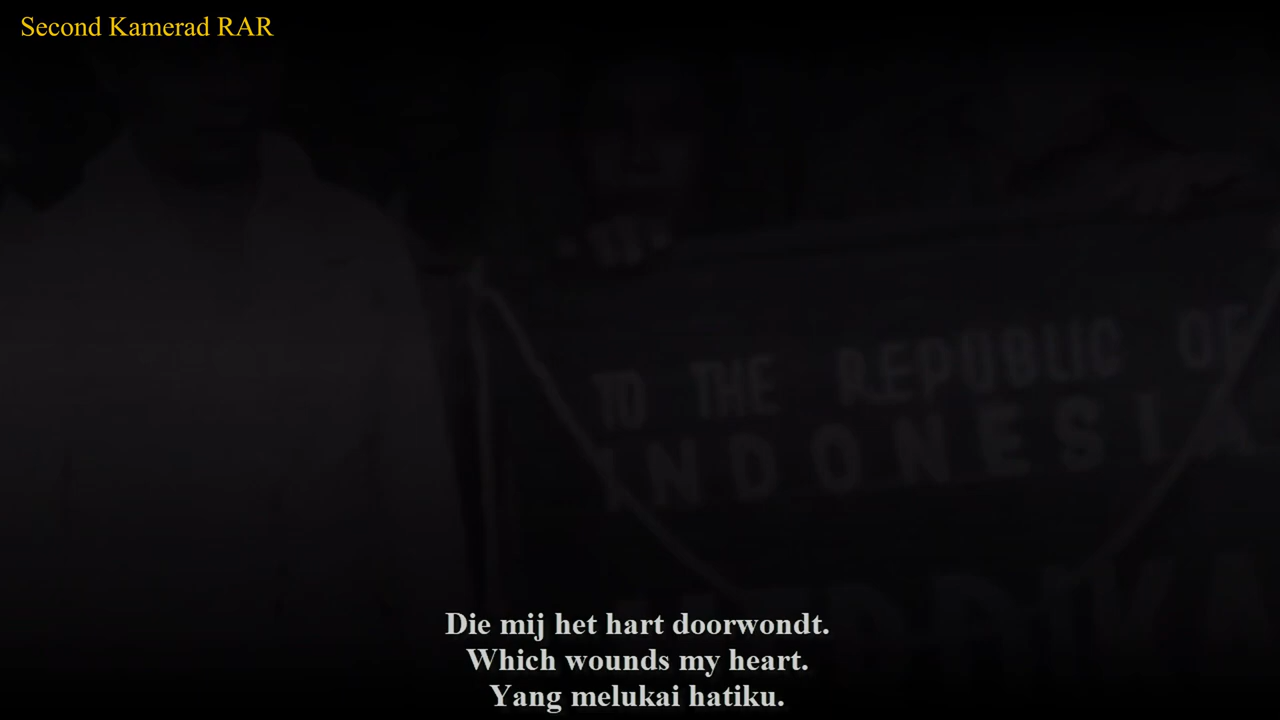 Second Kamerad RAR
TO THE REPUBLIC OF
INDONESIA
Die mij het hart doorwondt.
Which wounds my heart.
Yang melukai hatiku.